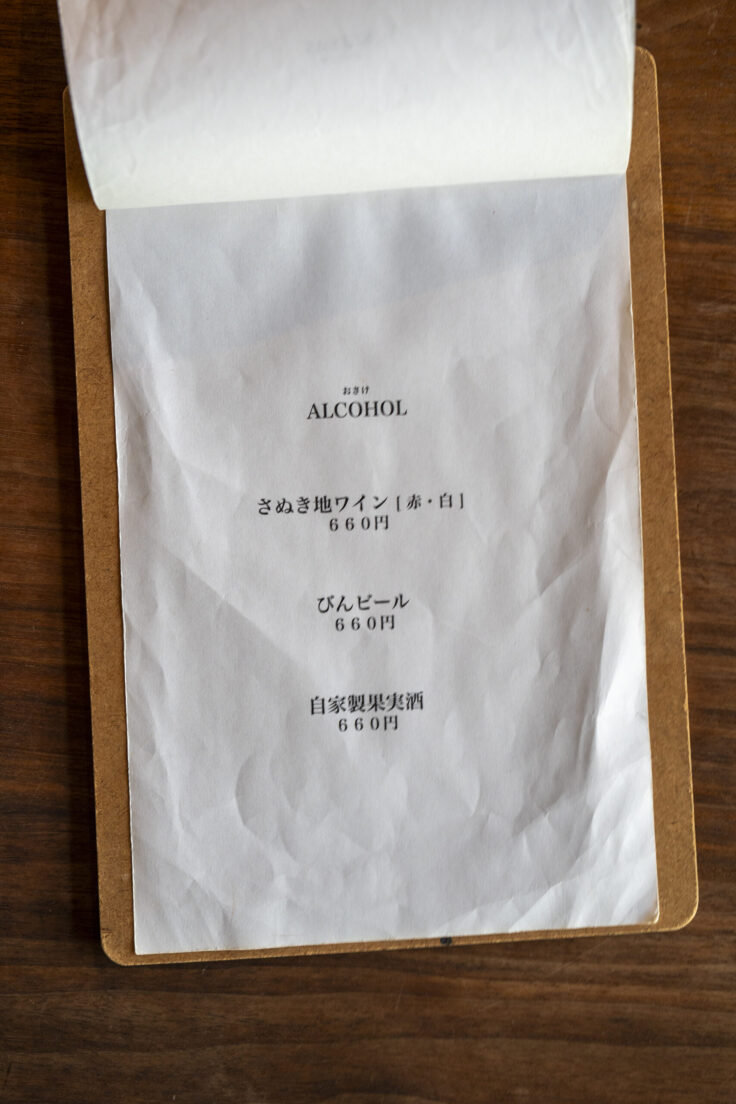 おさけ
ALCOHOL
さぬき地ワイン [ 赤・白 ]
６６０円
びんビール
６６０円
自家製果実酒
６６０円